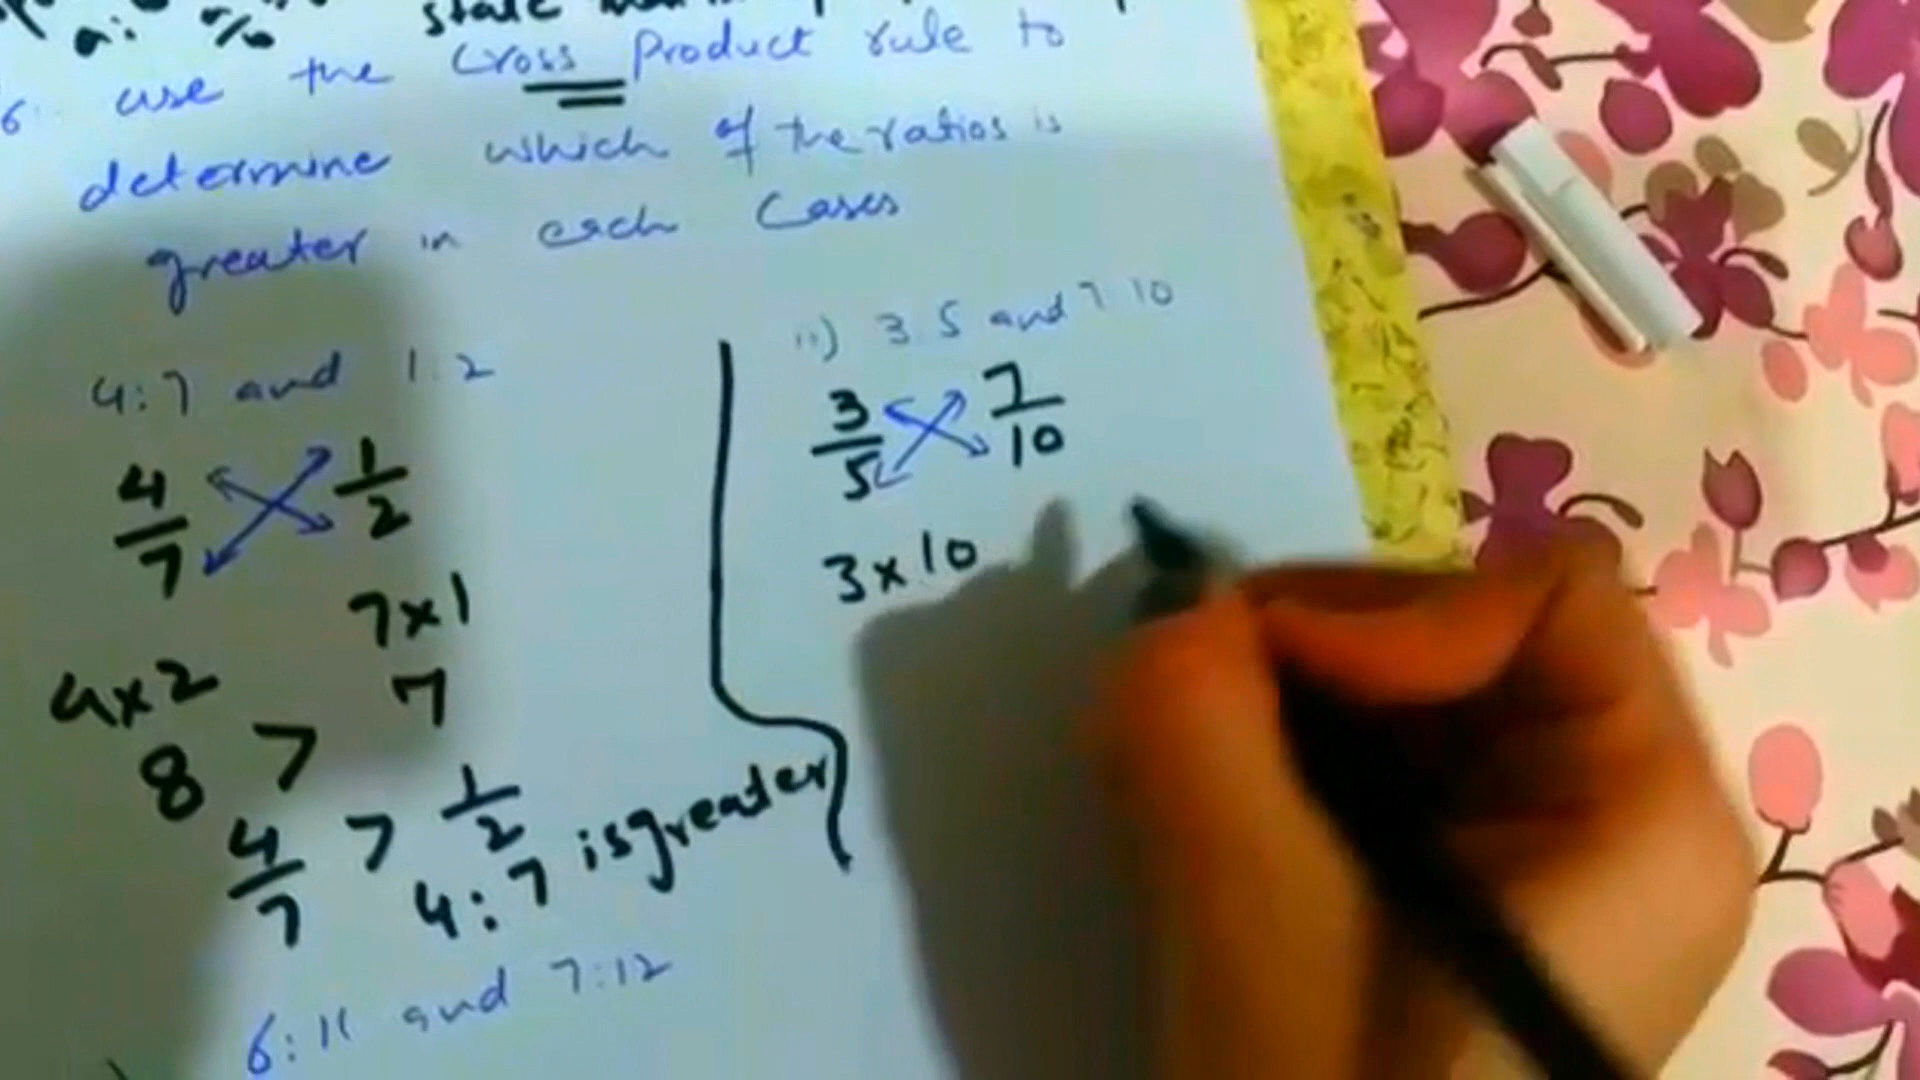 a: %
state
6. use the Cross Product rule to
determine which of the ratios is
greater in each Cases
4:7 and 1:2
4/7 1/2
7x1
4x2 7
8 >
4/7 > 1/2
4:7 is greater
ii) 3 5 and 7 10
3/5 7/10
3x10
6:11 and 7:12